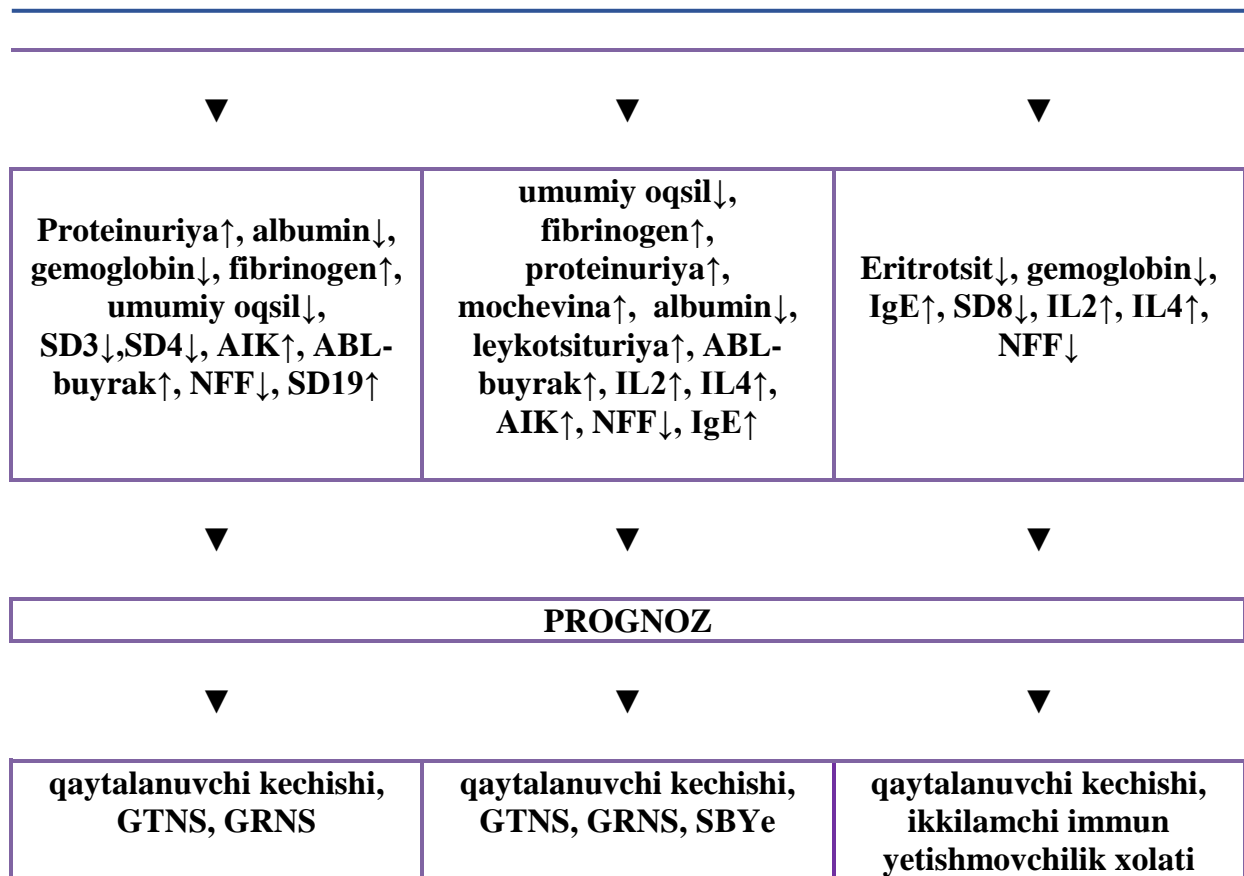 ▼ ▼ ▼
Proteinuriya↑, albumin↓,
gemoglobin↓, fibrinogen↑,
umumiy oqsil↓,
SD3↓,SD4↓, AIK↑, ABL-
buyrak↑, NFF↓, SD19↑
umumiy oqsil↓,
fibrinogen↑,
proteinuriya↑,
mochevina↑, albumin↓,
leykotsituriya↑, ABL-
buyrak↑, IL2↑, IL4↑,
AIK↑, NFF↓, IgE↑
Eritrotsit↓, gemoglobin↓,
IgE↑, SD8↓, IL2↑, IL4↑,
NFF↓
▼ ▼ ▼
PROGNOZ
▼ ▼ ▼
qaytalanuvchi kechishi,
GTNS, GRNS
qaytalanuvchi kechishi,
GTNS, GRNS, SBYe
qaytalanuvchi kechishi,
ikkilamchi immun
yetishmovchilik xolati